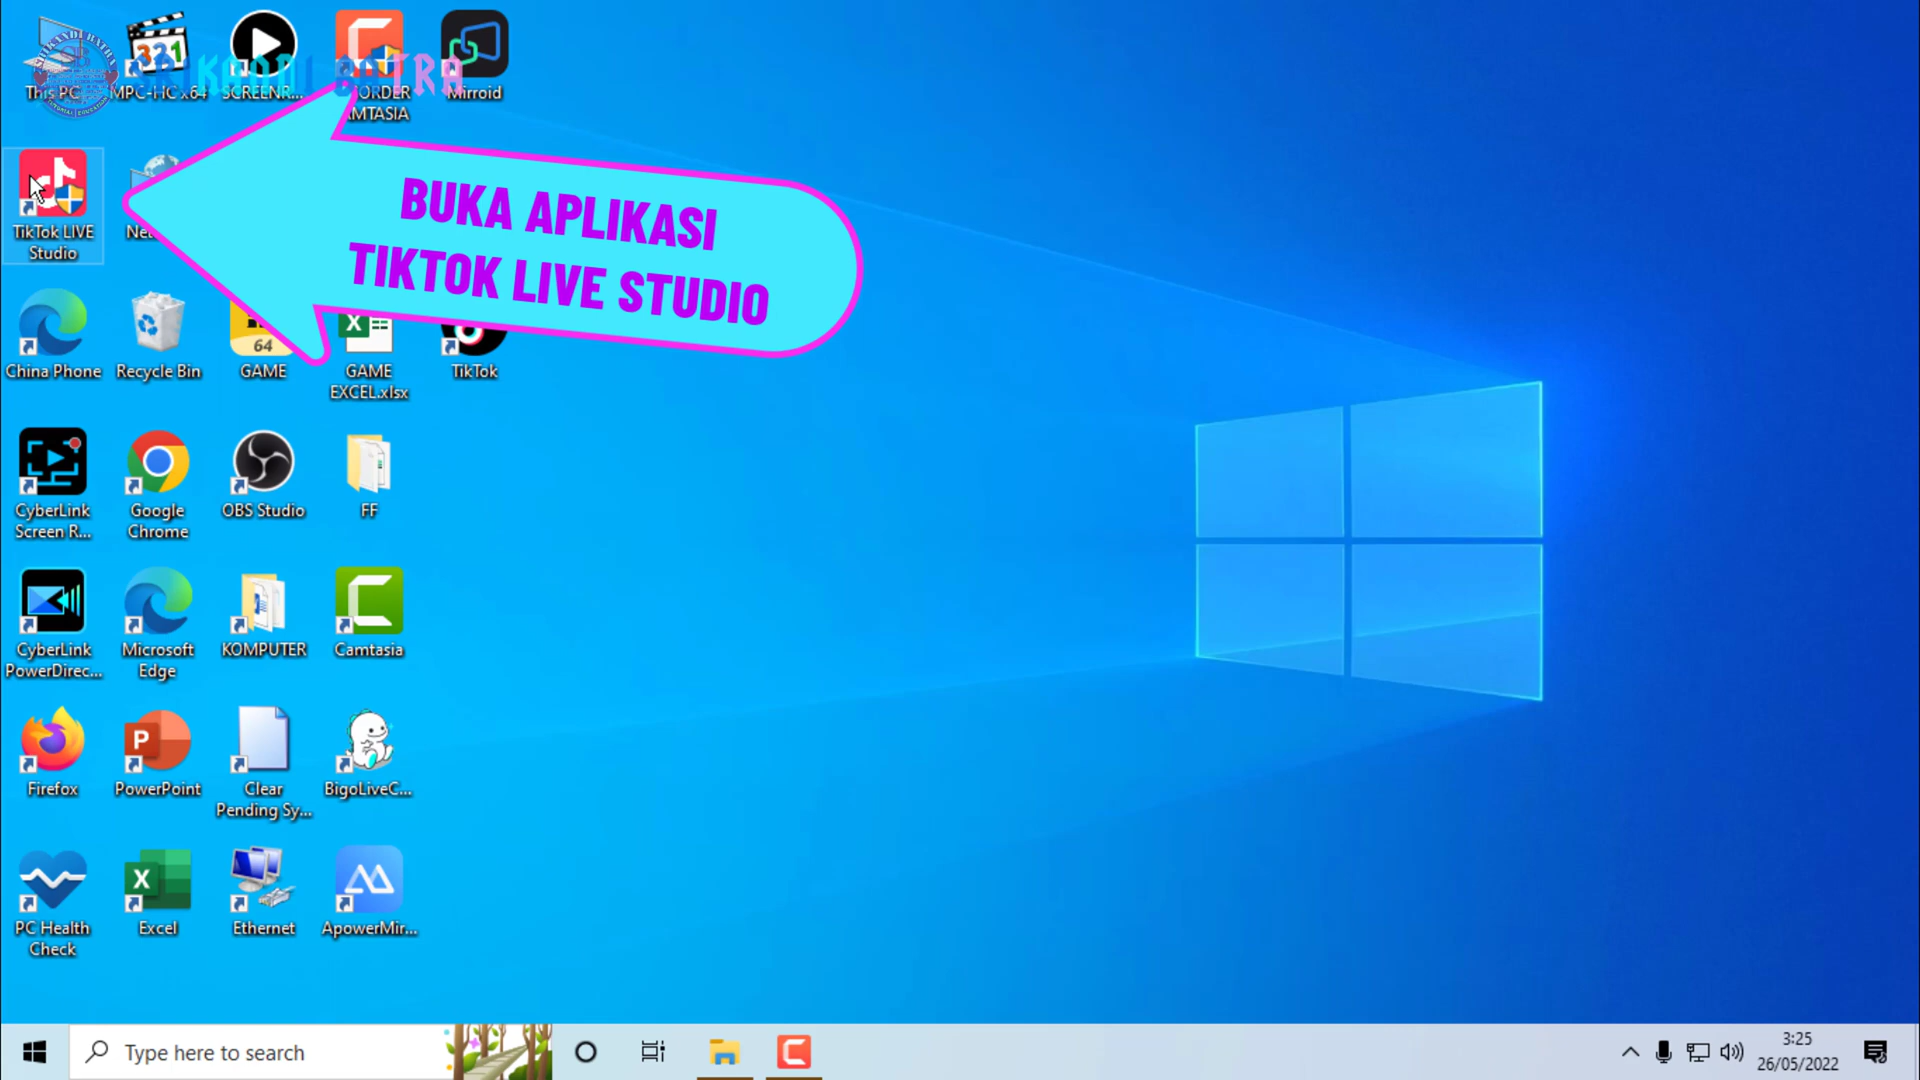 SRIKANDI BATRA
This PC
MPC-HC x64
SCREENR...
MTASIA
Mirroid
BUKA APLIKASI
TIKTOK LIVE STUDIO
TikTok LIVE
Studio
China Phone
Recycle Bin
64
GAME
GAME
EXCEL.xlsx
TikTok
CyberLink
Screen R...
Google
Chrome
OBS Studio
FF
CyberLink
PowerDirec...
Microsoft
Edge
KOMPUTER
Camtasia
Firefox
PowerPoint
Clear
Pending Sy...
BigoLiveC...
PC Health
Check
Excel
Ethernet
ApowerMir...
Type here to search
3:25
26/05/2022